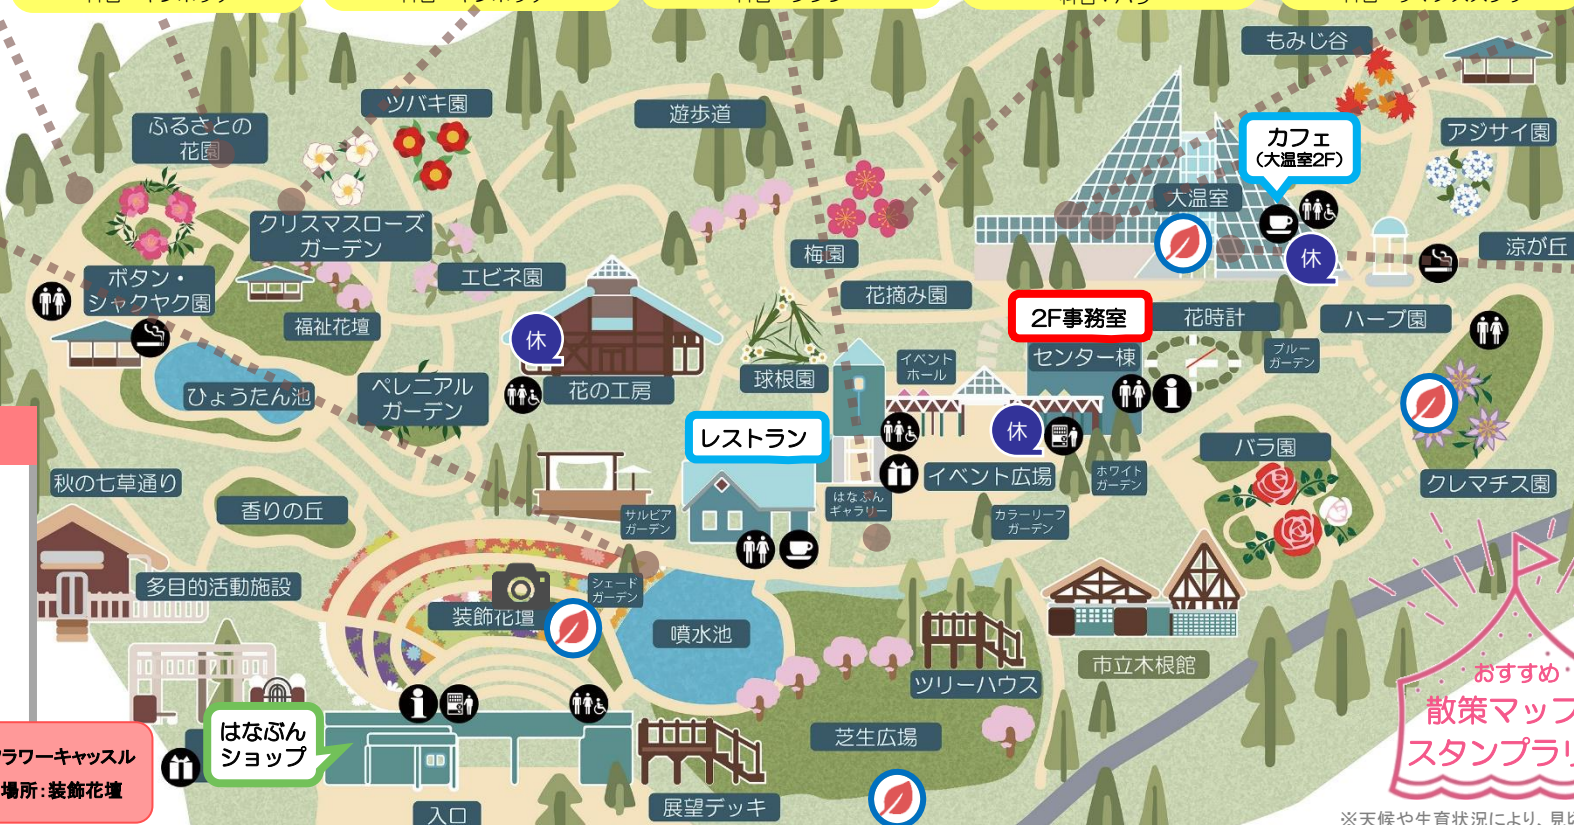 もみじ谷
ツバキ園
遊歩道
ふるさとの
花園
アジサイ園
カフェ
(大温室2F)
大温室
クリスマスローズ
ガーデン
梅園
涼が丘
休
ボタン・
シャクヤク園
エビネ園
花摘み園
2F事務室
花時計
ハーブ園
福祉花壇
休
センター棟
ブルー
ガーデン
イベント
ホール
ひょうたん池
ペレニアル
ガーデン
花の工房
球根園
レストラン
休
バラ園
秋の七草通り
イベント広場
ホワイト
ガーデン
クレマチス園
香りの丘
サルビア
ガーデン
はなぶん
ギャラリー
カラーリーフ
ガーデン
多目的活動施設
シェード
ガーデン
装飾花壇
噴水池
市立木根館
ツリーハウス
おすすめ
散策マップ
スタンプラリ
はなぶん
ショップ
芝生広場
ラワーキャッスル
場所:装飾花壇
展望デッキ
入口
※天候や生育状況により、見